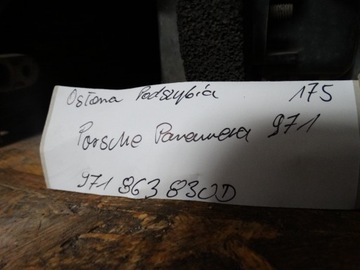 Osłona Podszybia 175
Porsche Panamera 971
971 863 830D